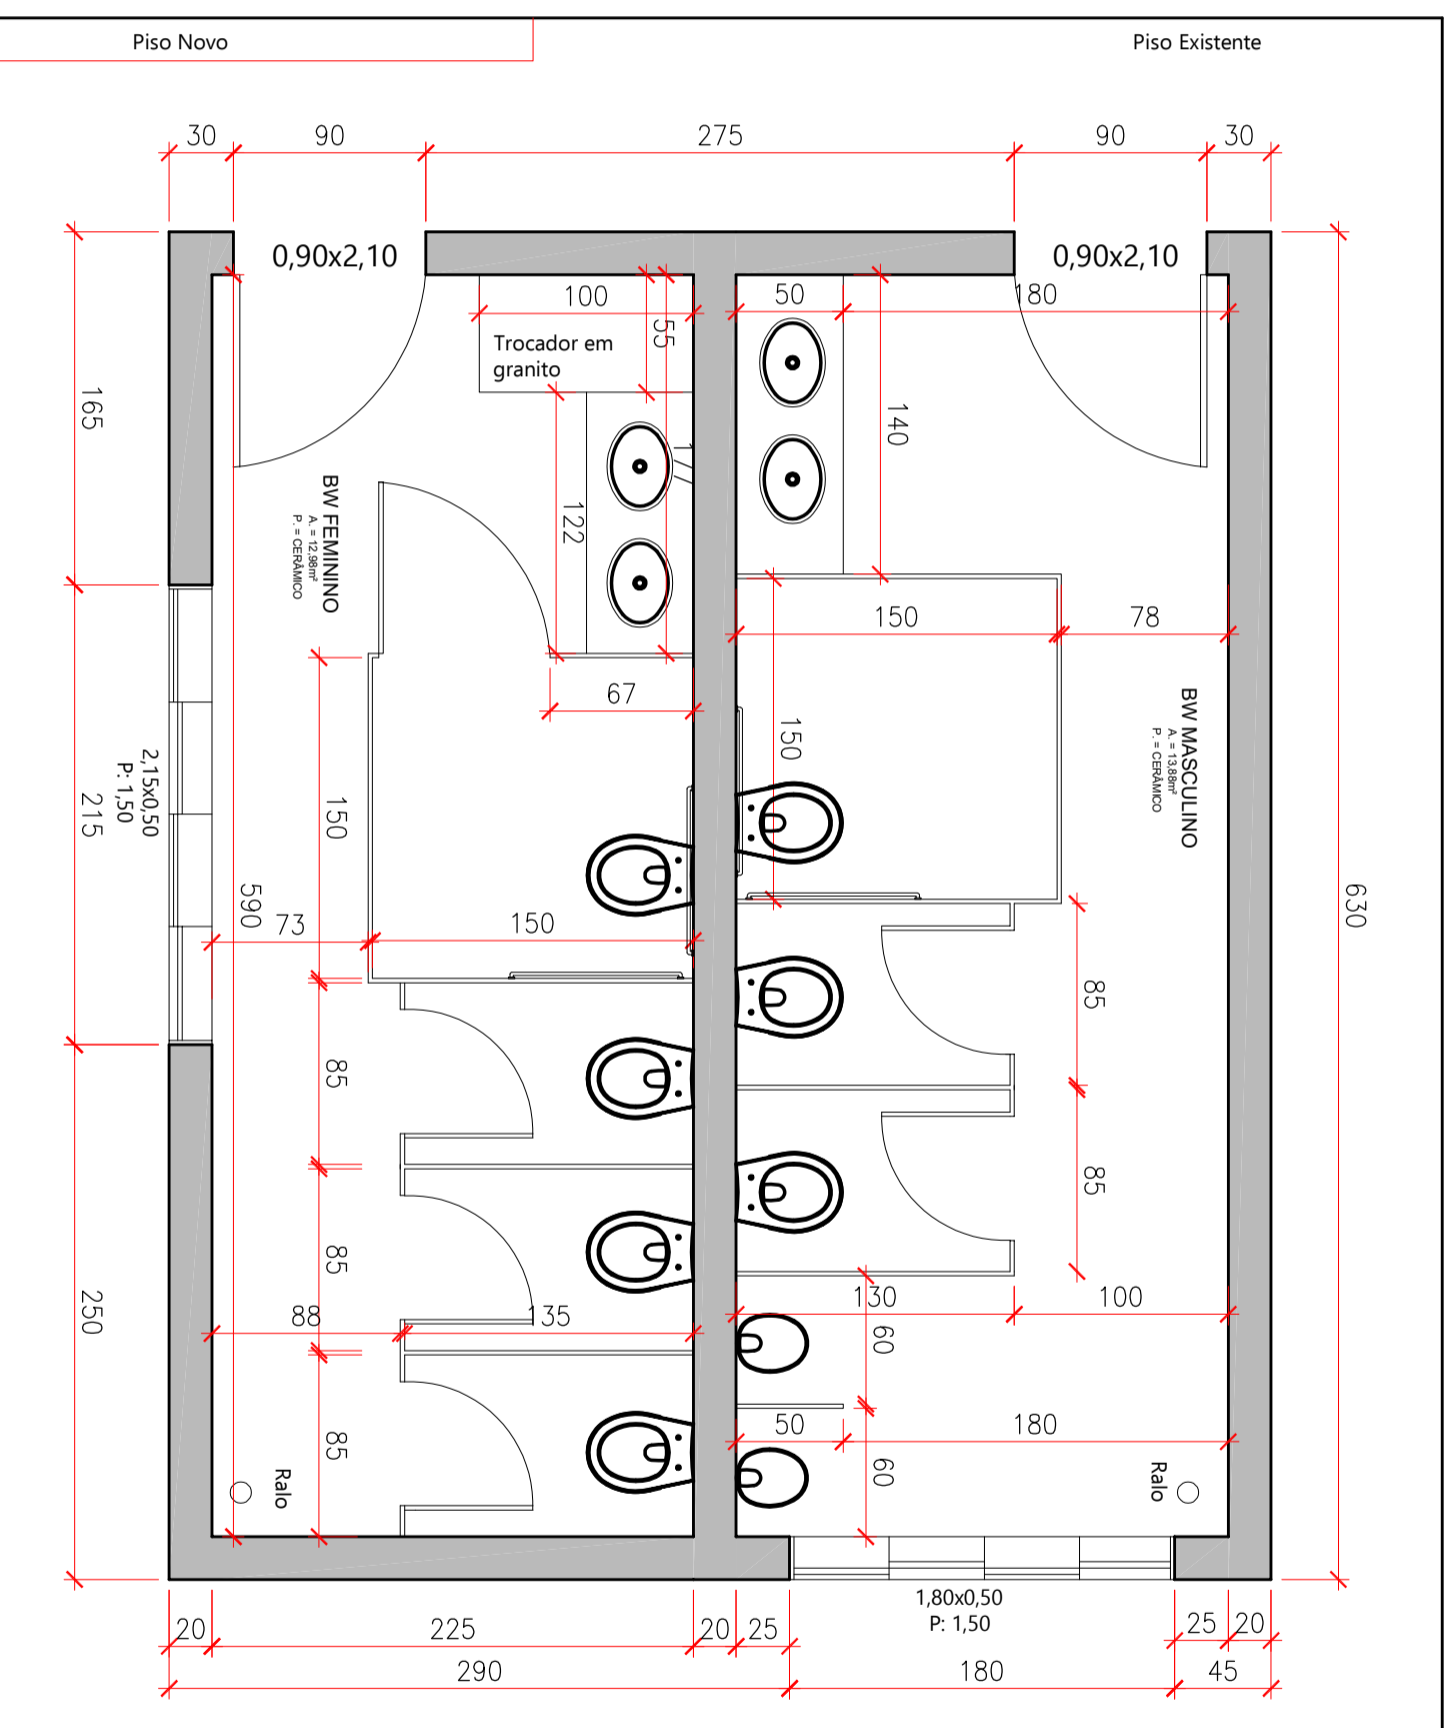 Piso Novo
Piso Existente
30
90
275
90
30
0,90x2,10
0,90x2,10
100
55
50
180
Trocador em
granito
165
140
122
BW FEMININO
A. = 12,98m²
P. = CERÂMICO
150
78
67
150
BW MASCULINO
A. = 13,88m²
P. = CERÂMICO
2,15x0,50
P: 1,50
215
150
590
73
150
630
85
85
85
85
250
88
135
130
100
60
85
50
180
60
Ralo
Ralo
1,80x0,50
P: 1,50
20
225
20
25
25
20
290
180
45